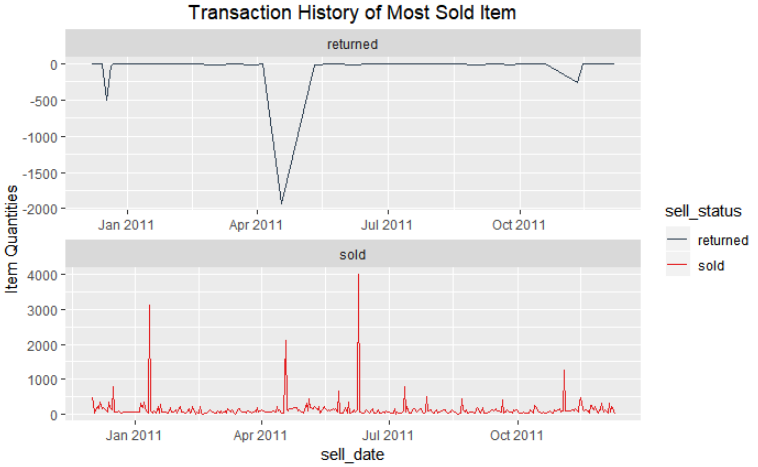 Transaction History of Most Sold Item
returned
0
-500
-1000
-1500
-2000
Jan 2011 Apr 2011 Jul 2011 Oct 2011
Item Quantities
sold
4000
3000
2000
1000
0
Jan 2011 Apr 2011 Jul 2011 Oct 2011
sell_date
sell_status
returned
sold